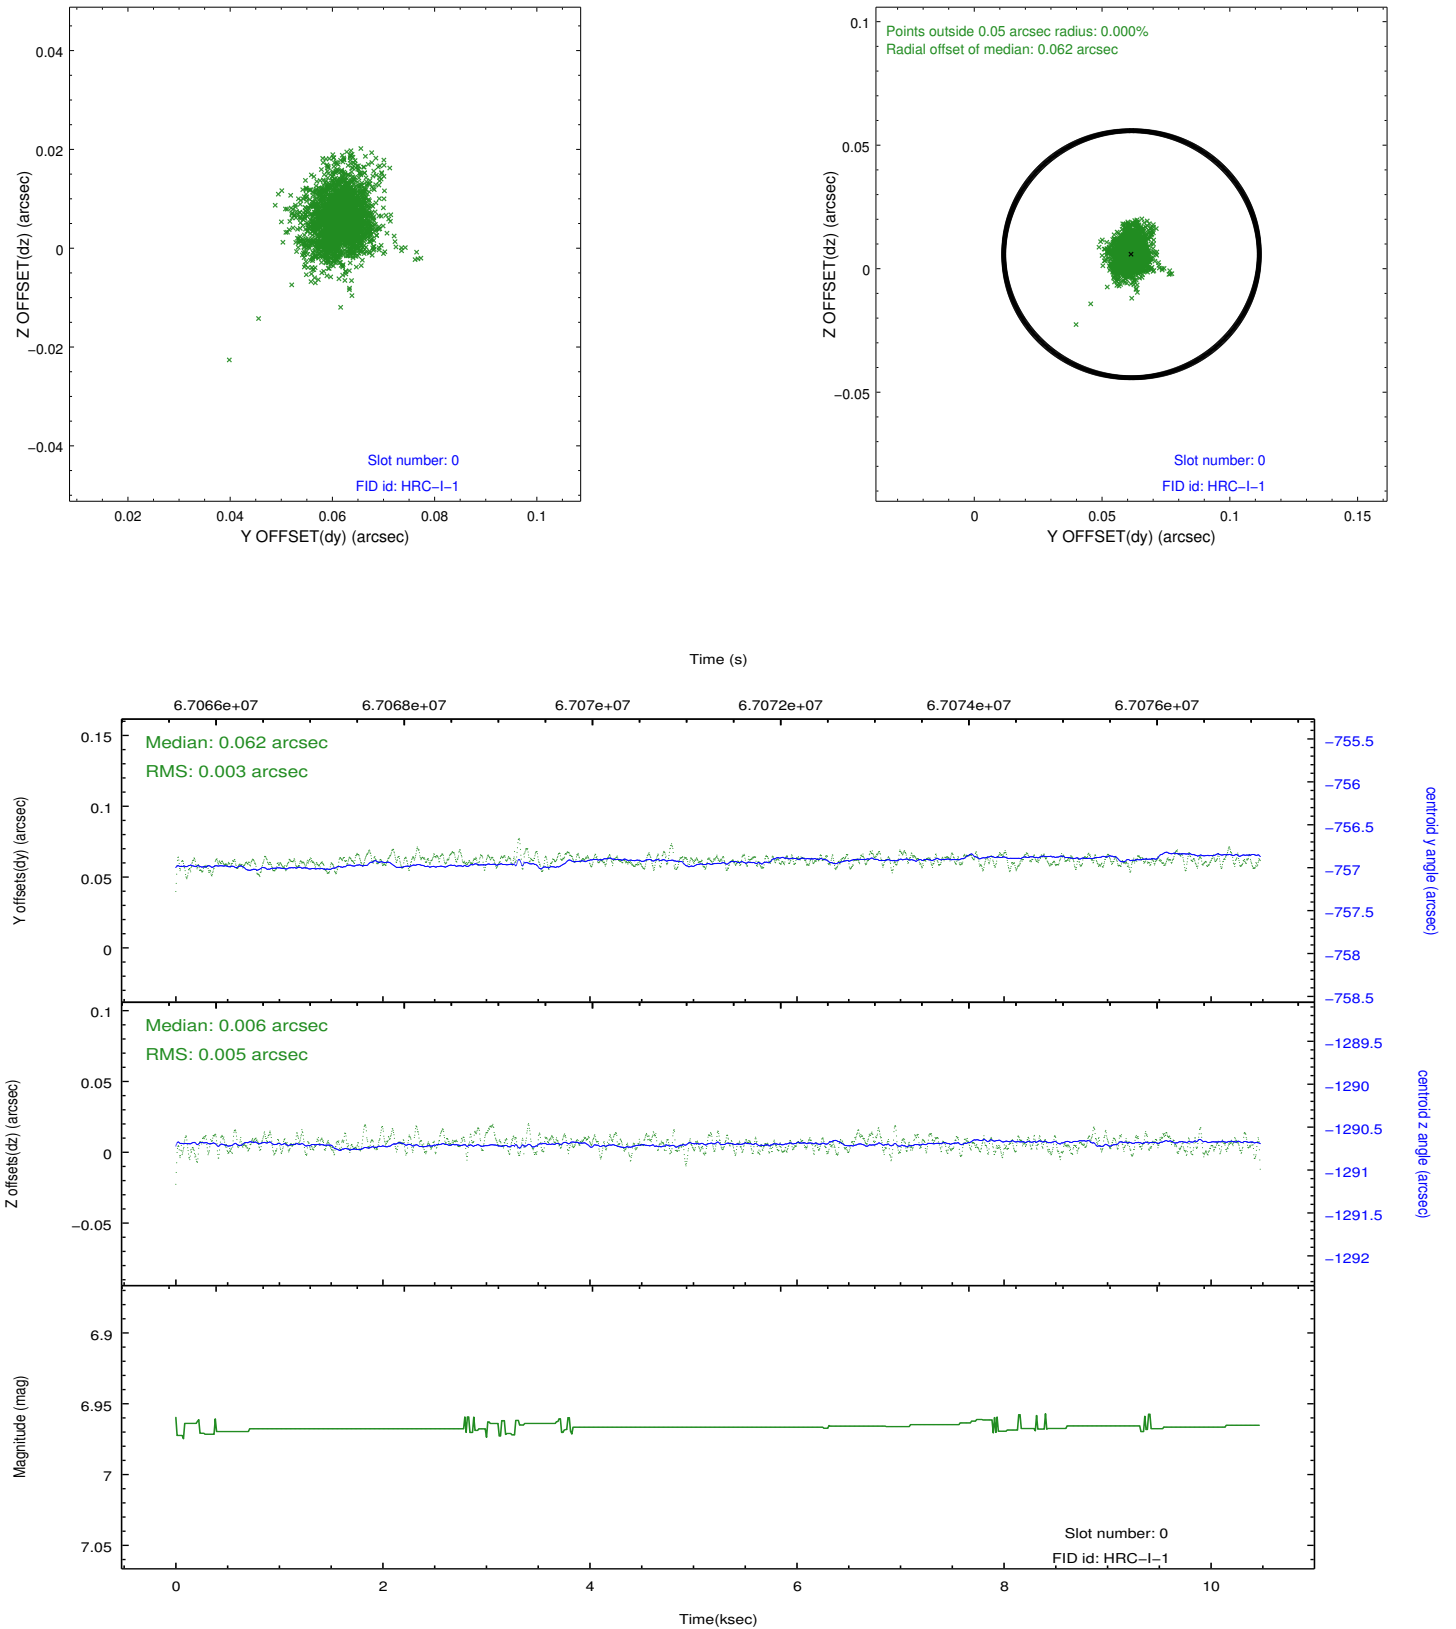 0.04
0.02
0
−0.02
−0.04
Z OFFSET(dz) (arcsec)
Slot number: 0
FID id: HRC−I−1
0.02 0.04 0.06 0.08 0.1
Y OFFSET(dy) (arcsec)
Points outside 0.05 arcsec radius: 0.000%
Radial offset of median: 0.062 arcsec
0.1
0.05
0
−0.05
Z OFFSET(dz) (arcsec)
Slot number: 0
FID id: HRC−I−1
0 0.05 0.1 0.15
Y OFFSET(dy) (arcsec)
Time (s)
6.7066e+07 6.7068e+07 6.707e+07 6.7072e+07 6.7074e+07 6.7076e+07
Median: 0.062 arcsec
RMS: 0.003 arcsec
0.15
0.1
0.05
0
Y offsets(dy) (arcsec)
−755.5
−756
−756.5
−757
−757.5
−758
−758.5
centroid y angle (arcsec)
Median: 0.006 arcsec
RMS: 0.005 arcsec
0.1
0.05
0
−0.05
Z offsets(dz) (arcsec)
−1289.5
−1290
−1290.5
−1291
−1291.5
−1292
centroid z angle (arcsec)
6.9
6.95
7
7.05
Magnitude (mag)
Slot number: 0
FID id: HRC−I−1
0 2 4 6 8 10
Time(ksec)